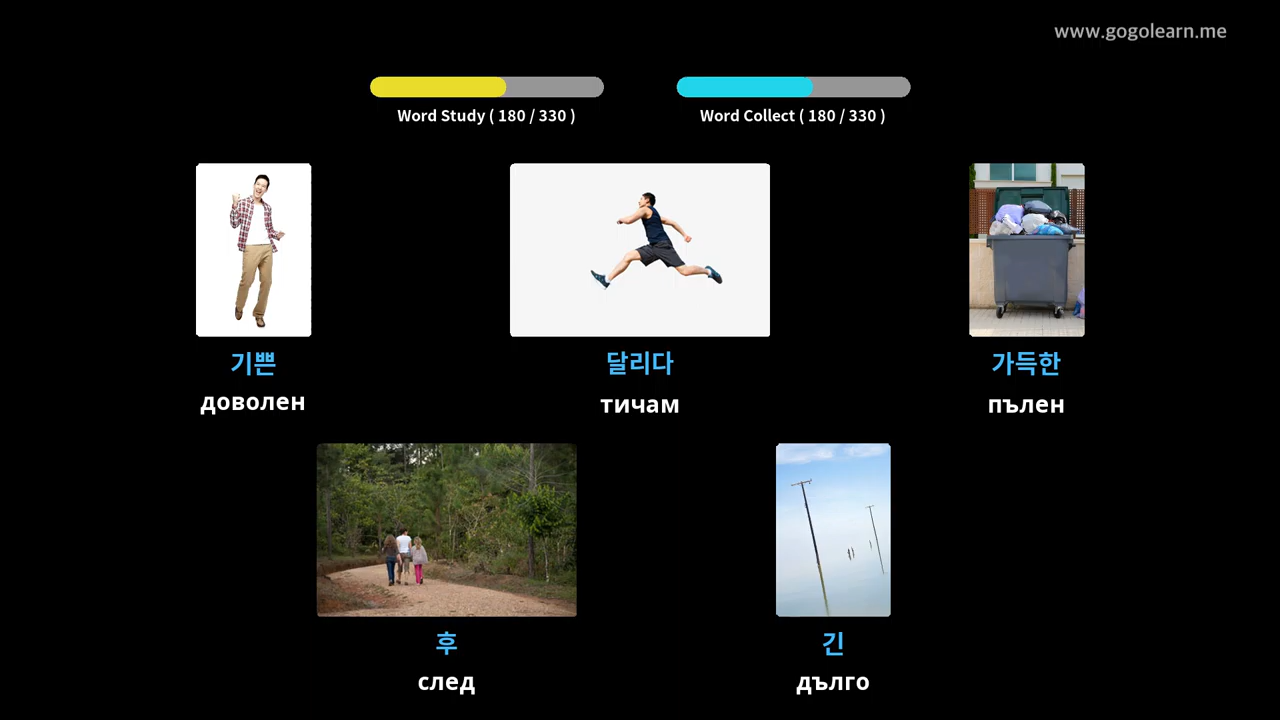 www.gogolearn.me
Word Study ( 180 / 330 )
Word Collect ( 180 / 330 )
기쁜
доволен
달리다
тичам
가득한
пълен
후
след
긴
дълго